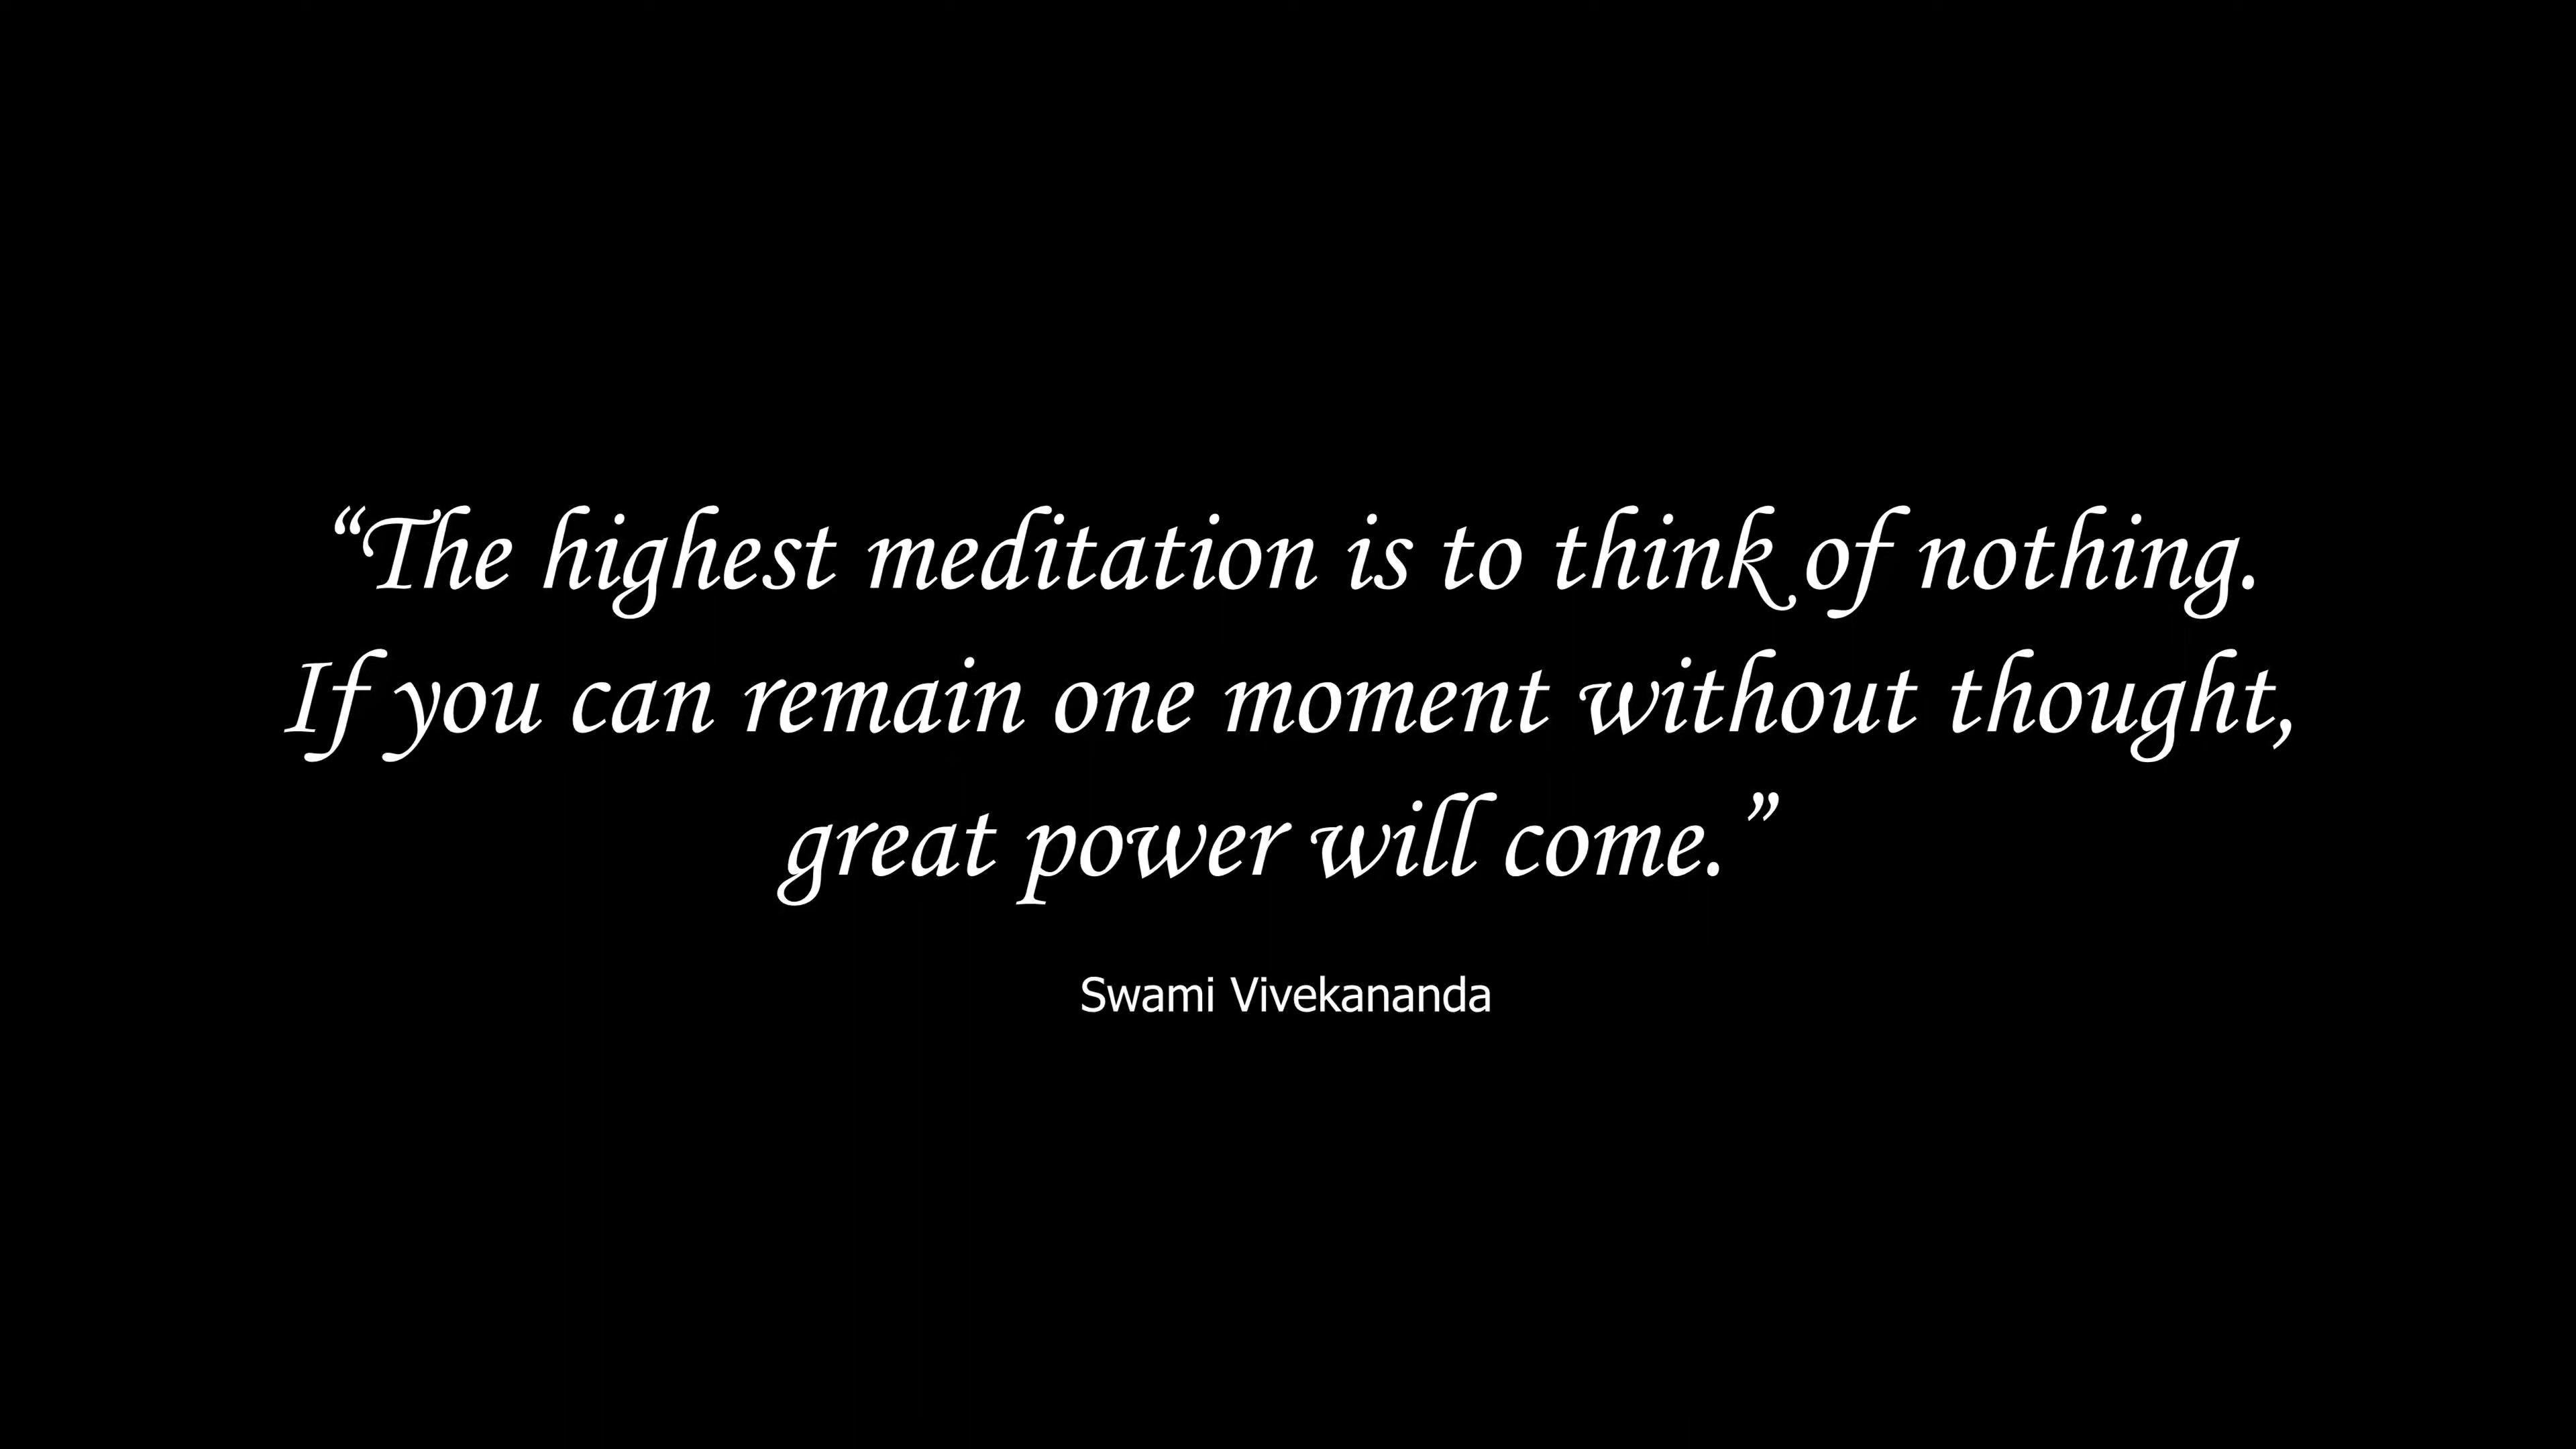 “The highest meditation is to think of nothing.
If you can remain one moment without thought,
great power will come.”
Swami Vivekananda